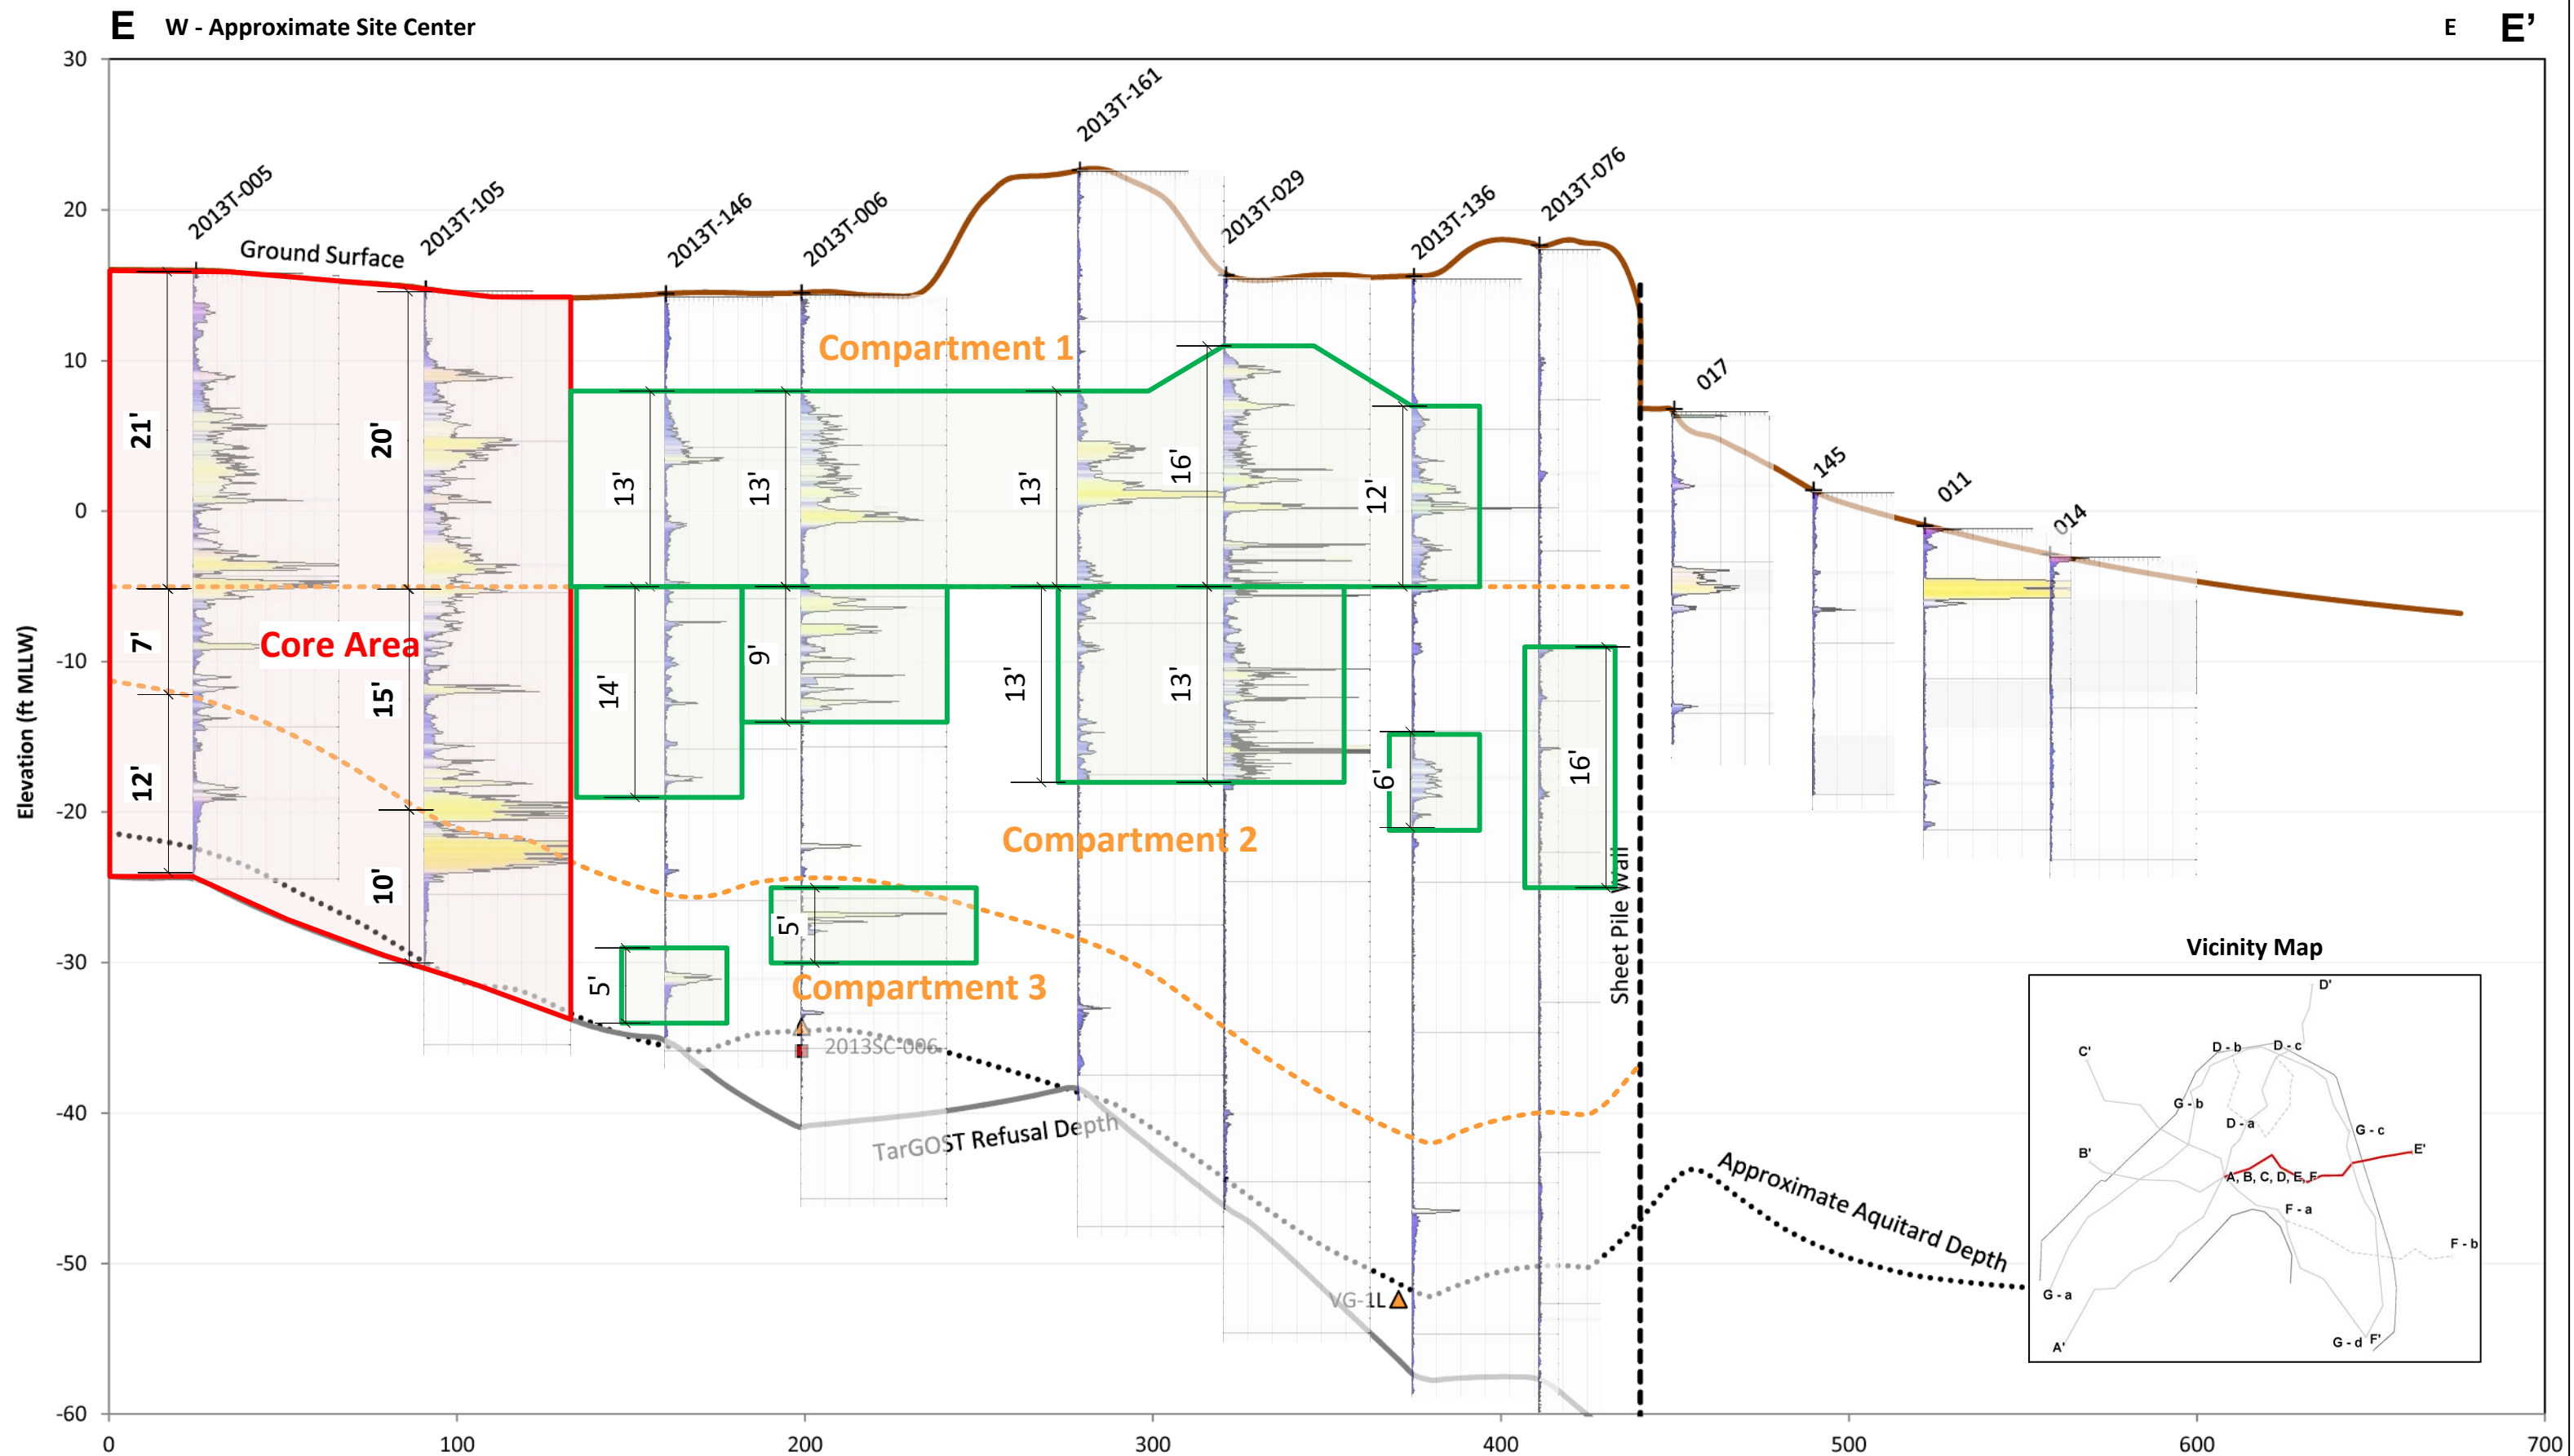 E W - Approximate Site Center E E’
30
20
10
0
-10
-20
-30
-40
-50
-60
Elevation (ft MLLW)
0 100 200 300 400 500 600 700
2013T-005
2013T-105
2013T-146
2013T-006
2013T-161
2013T-029
2013T-136
2013T-076
017
145
011
014
Ground Surface
Compartment 1
21'
20'
13'
13'
13'
16'
12'
7'
Core Area
15'
14'
9'
13'
13'
6'
16'
12'
10'
Compartment 2
5'
5'
Compartment 3
Sheet Pile Wall
2013SC-006
TarGOST Refusal Depth
VG-1L
Approximate Aquitard Depth
Vicinity Map
D'
C'
D - b
D - c
G - b
D - a
G - c
B'
E'
A, B, C, D, E, F
F - a
F - b
G - a
A'
G - d
F'